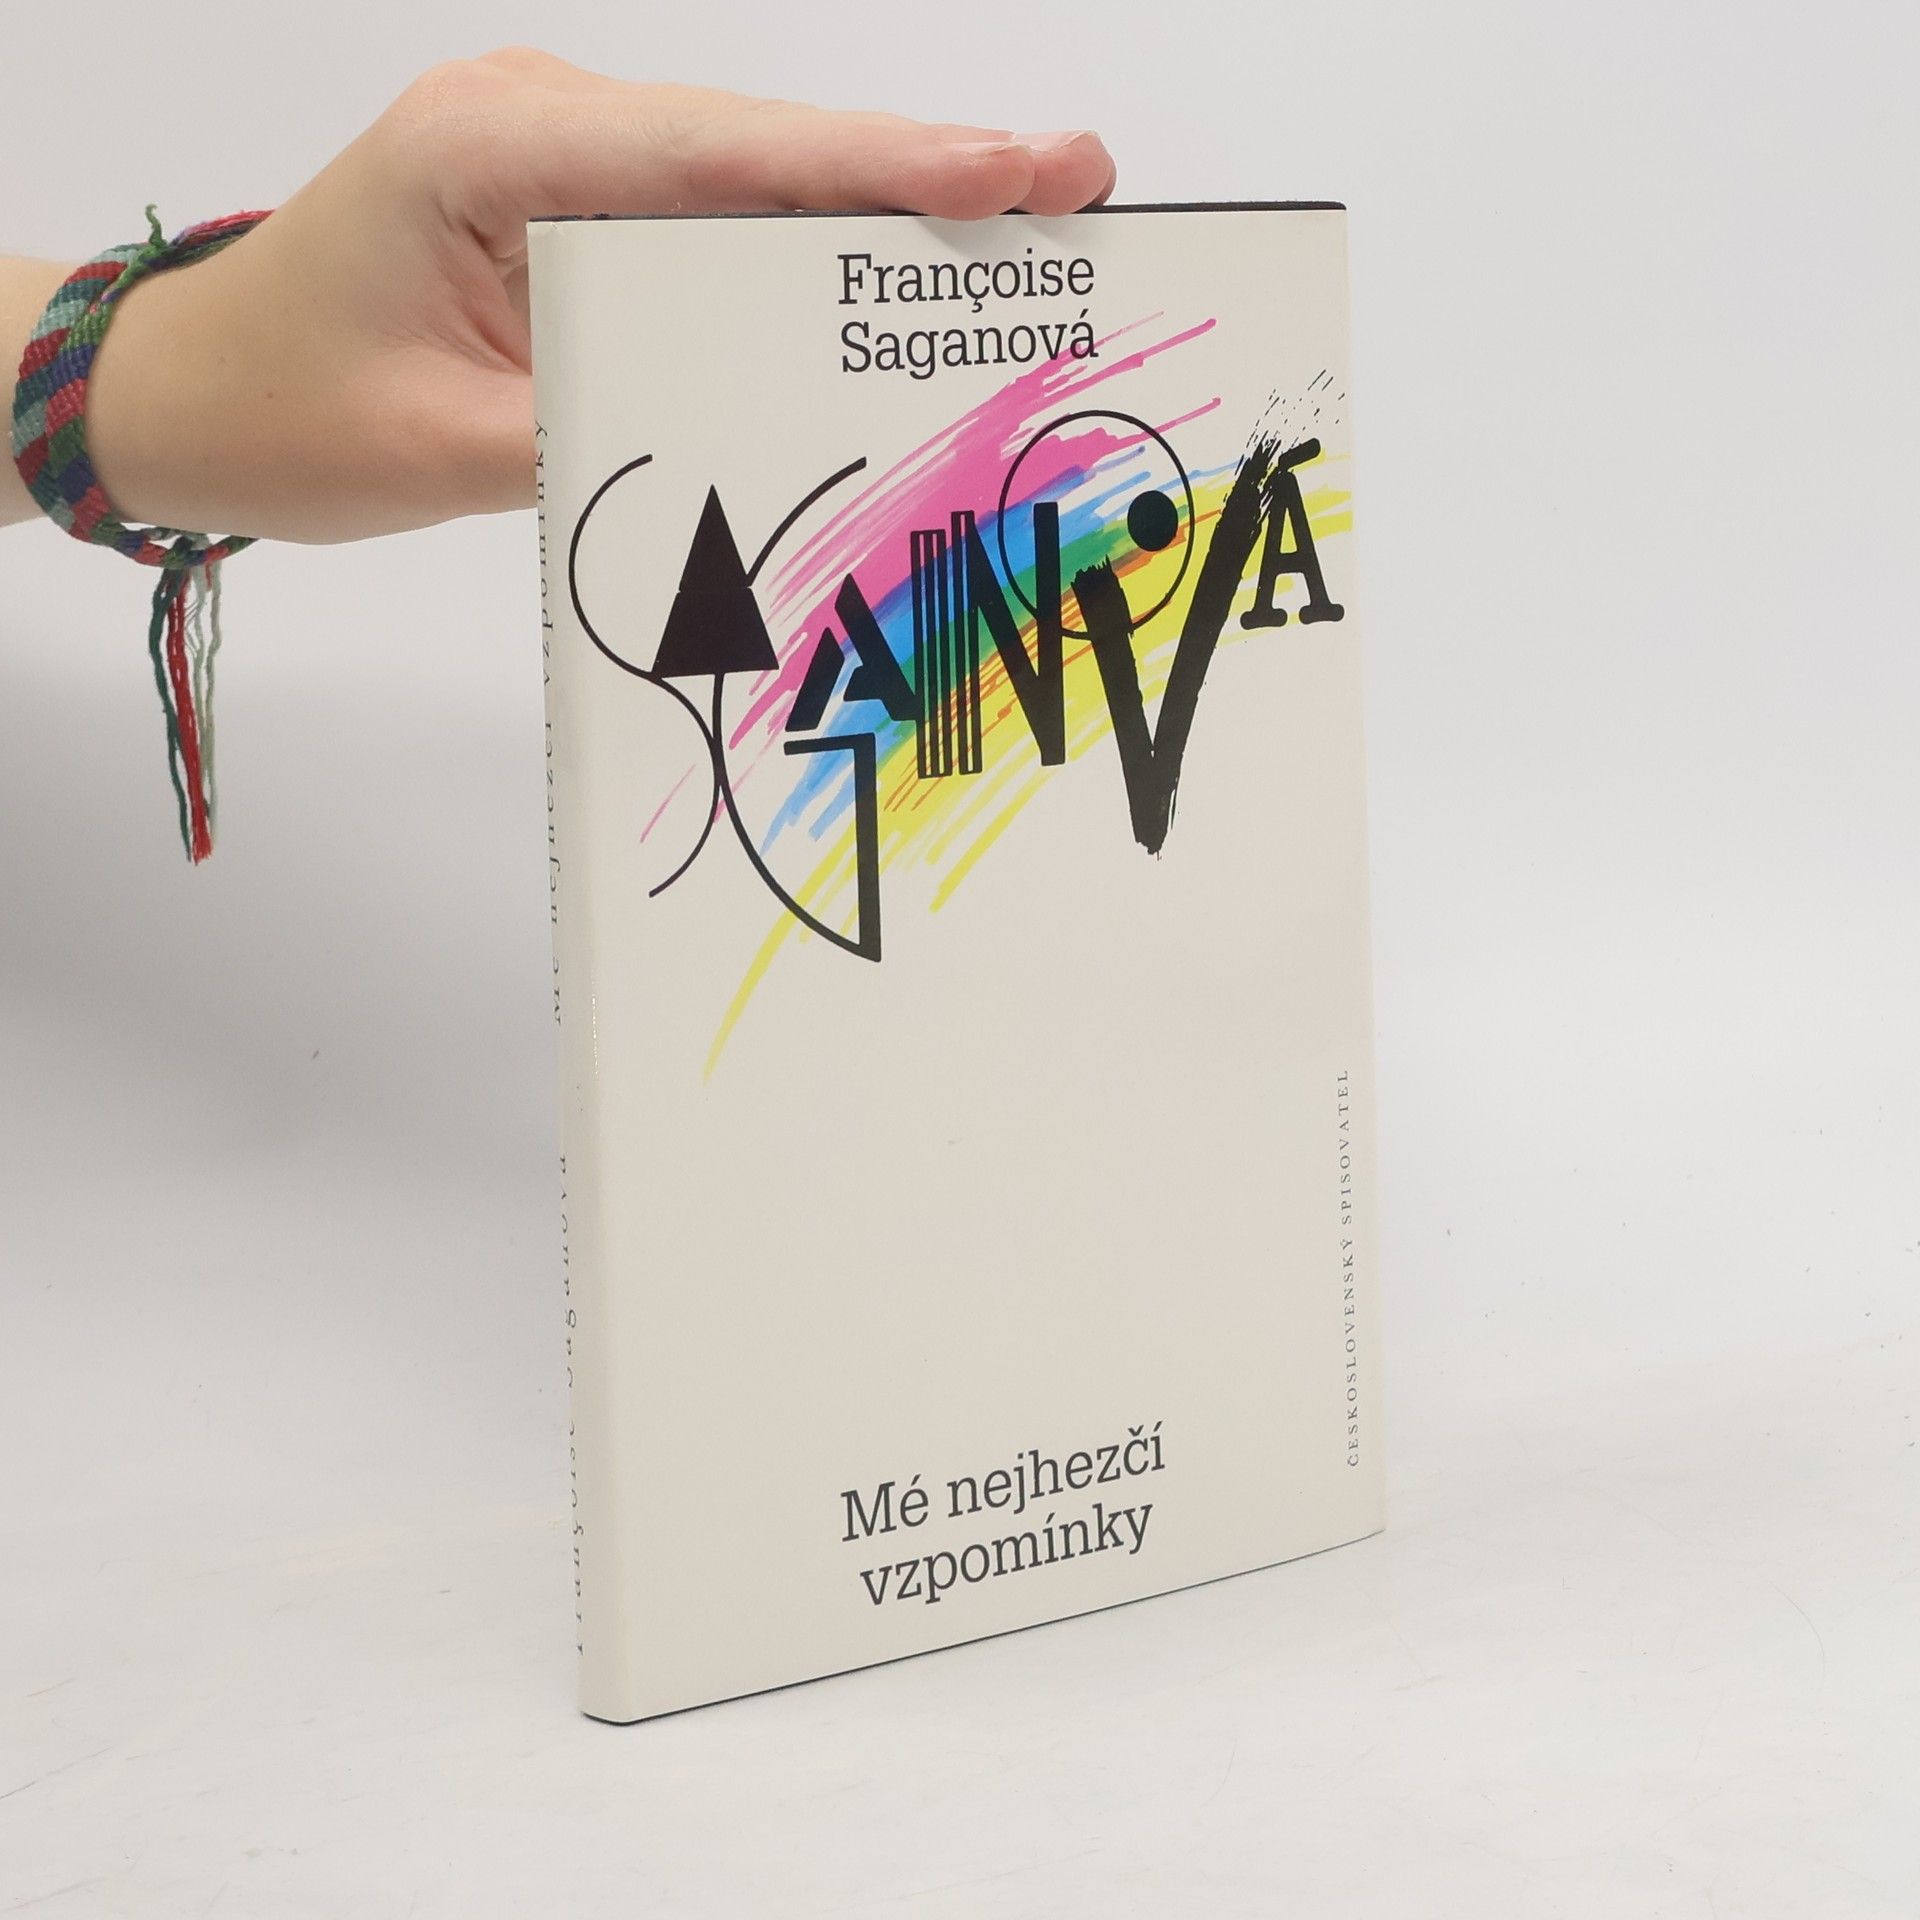 Françoise
Saganová
SAGANOVÁ
Mé nejhezčí
vzpomínky
ČESKOSLOVENSKÝ SPISOVATEL
Françoise Saganová Mé nejhezčí vzpomínky